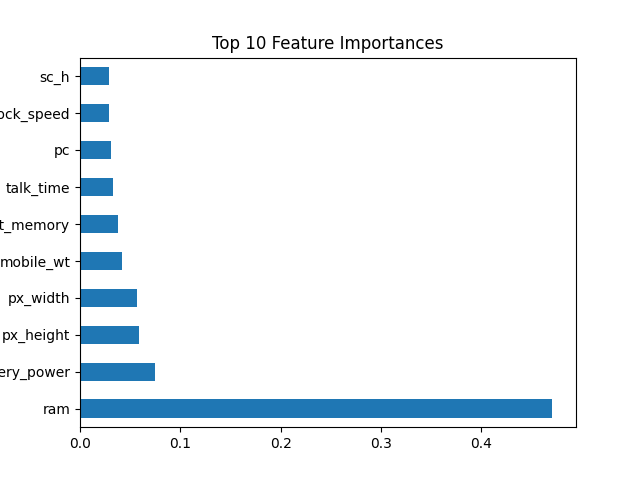 Top 10 Feature Importances
sc_h
ock_speed
pc
talk_time
t_memory
mobile_wt
px_width
px_height
ery_power
ram
0.0 0.1 0.2 0.3 0.4